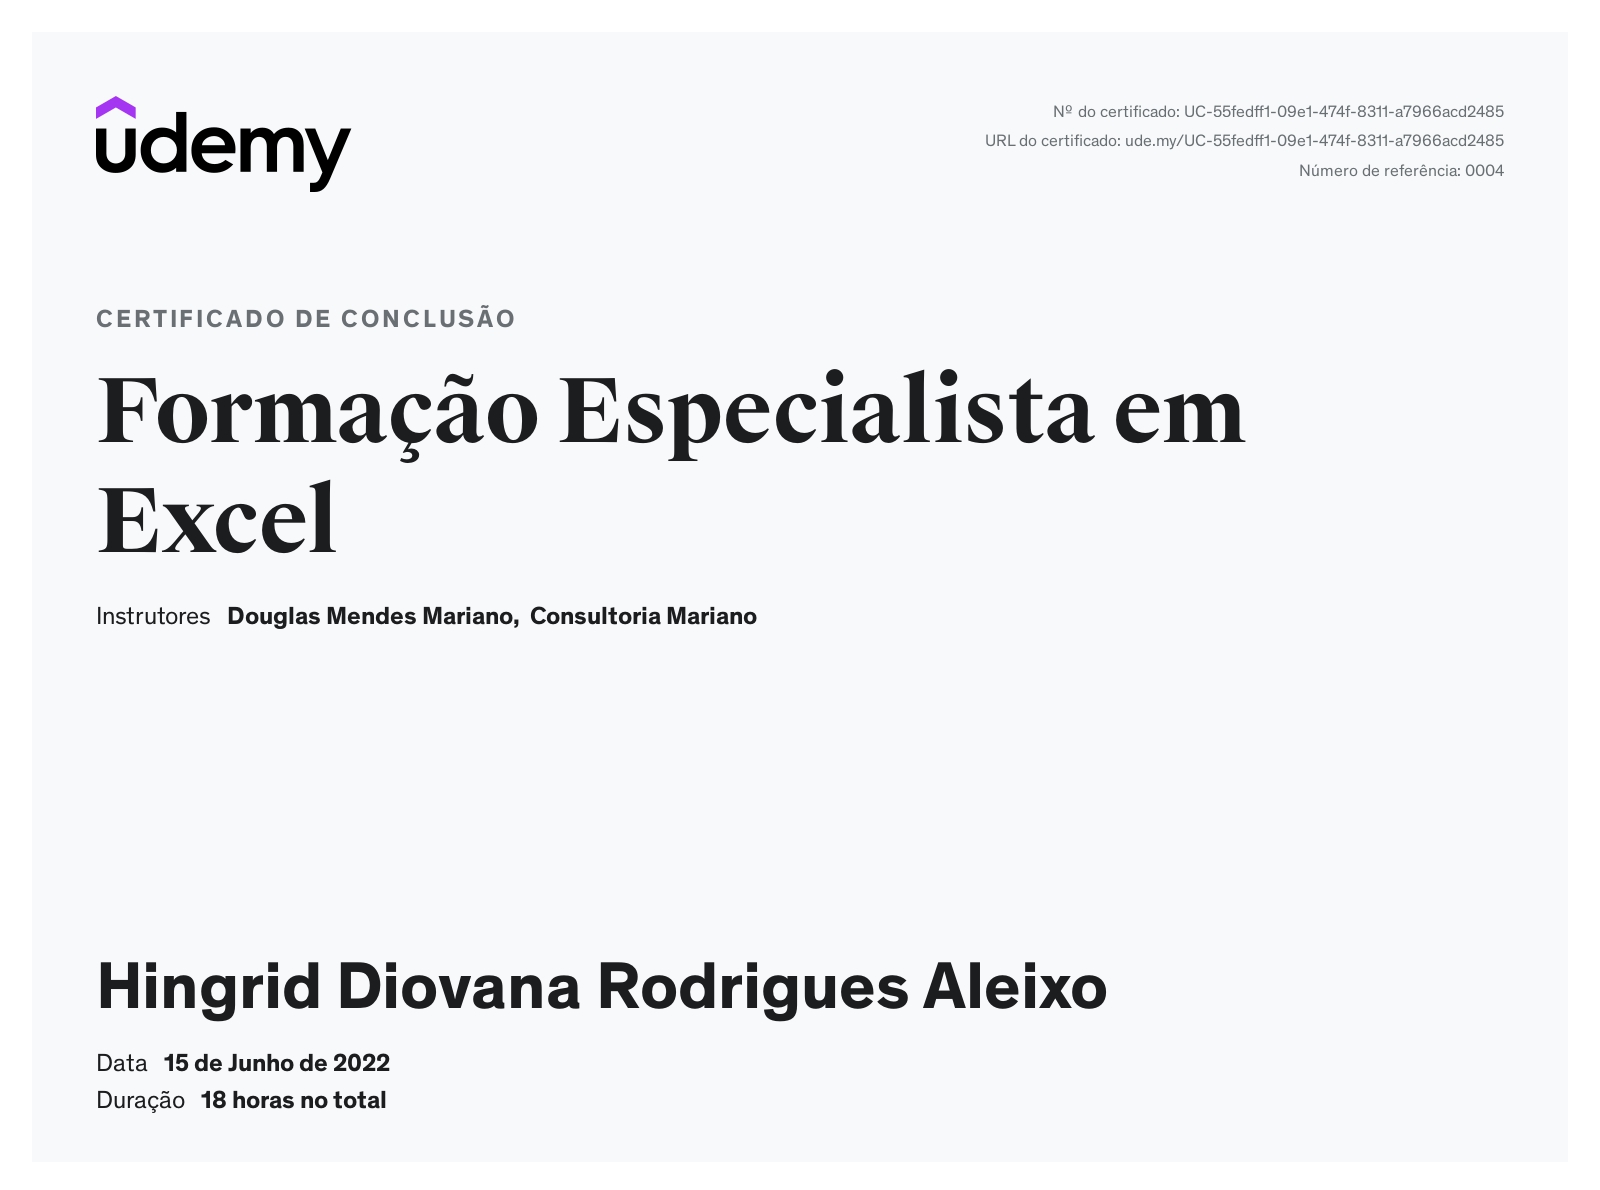 udemy
Nº do certificado: UC-55fedff1-09e1-474f-8311-a7966acd2485
URL do certificado: ude.my/UC-55fedff1-09e1-474f-8311-a7966acd2485
Número de referência: 0004
CERTIFICADO DE CONCLUSÃO
Formação Especialista em
Excel
Instrutores Douglas Mendes Mariano, Consultoria Mariano
Hingrid Diovana Rodrigues Aleixo
Data 15 de Junho de 2022
Duração 18 horas no total